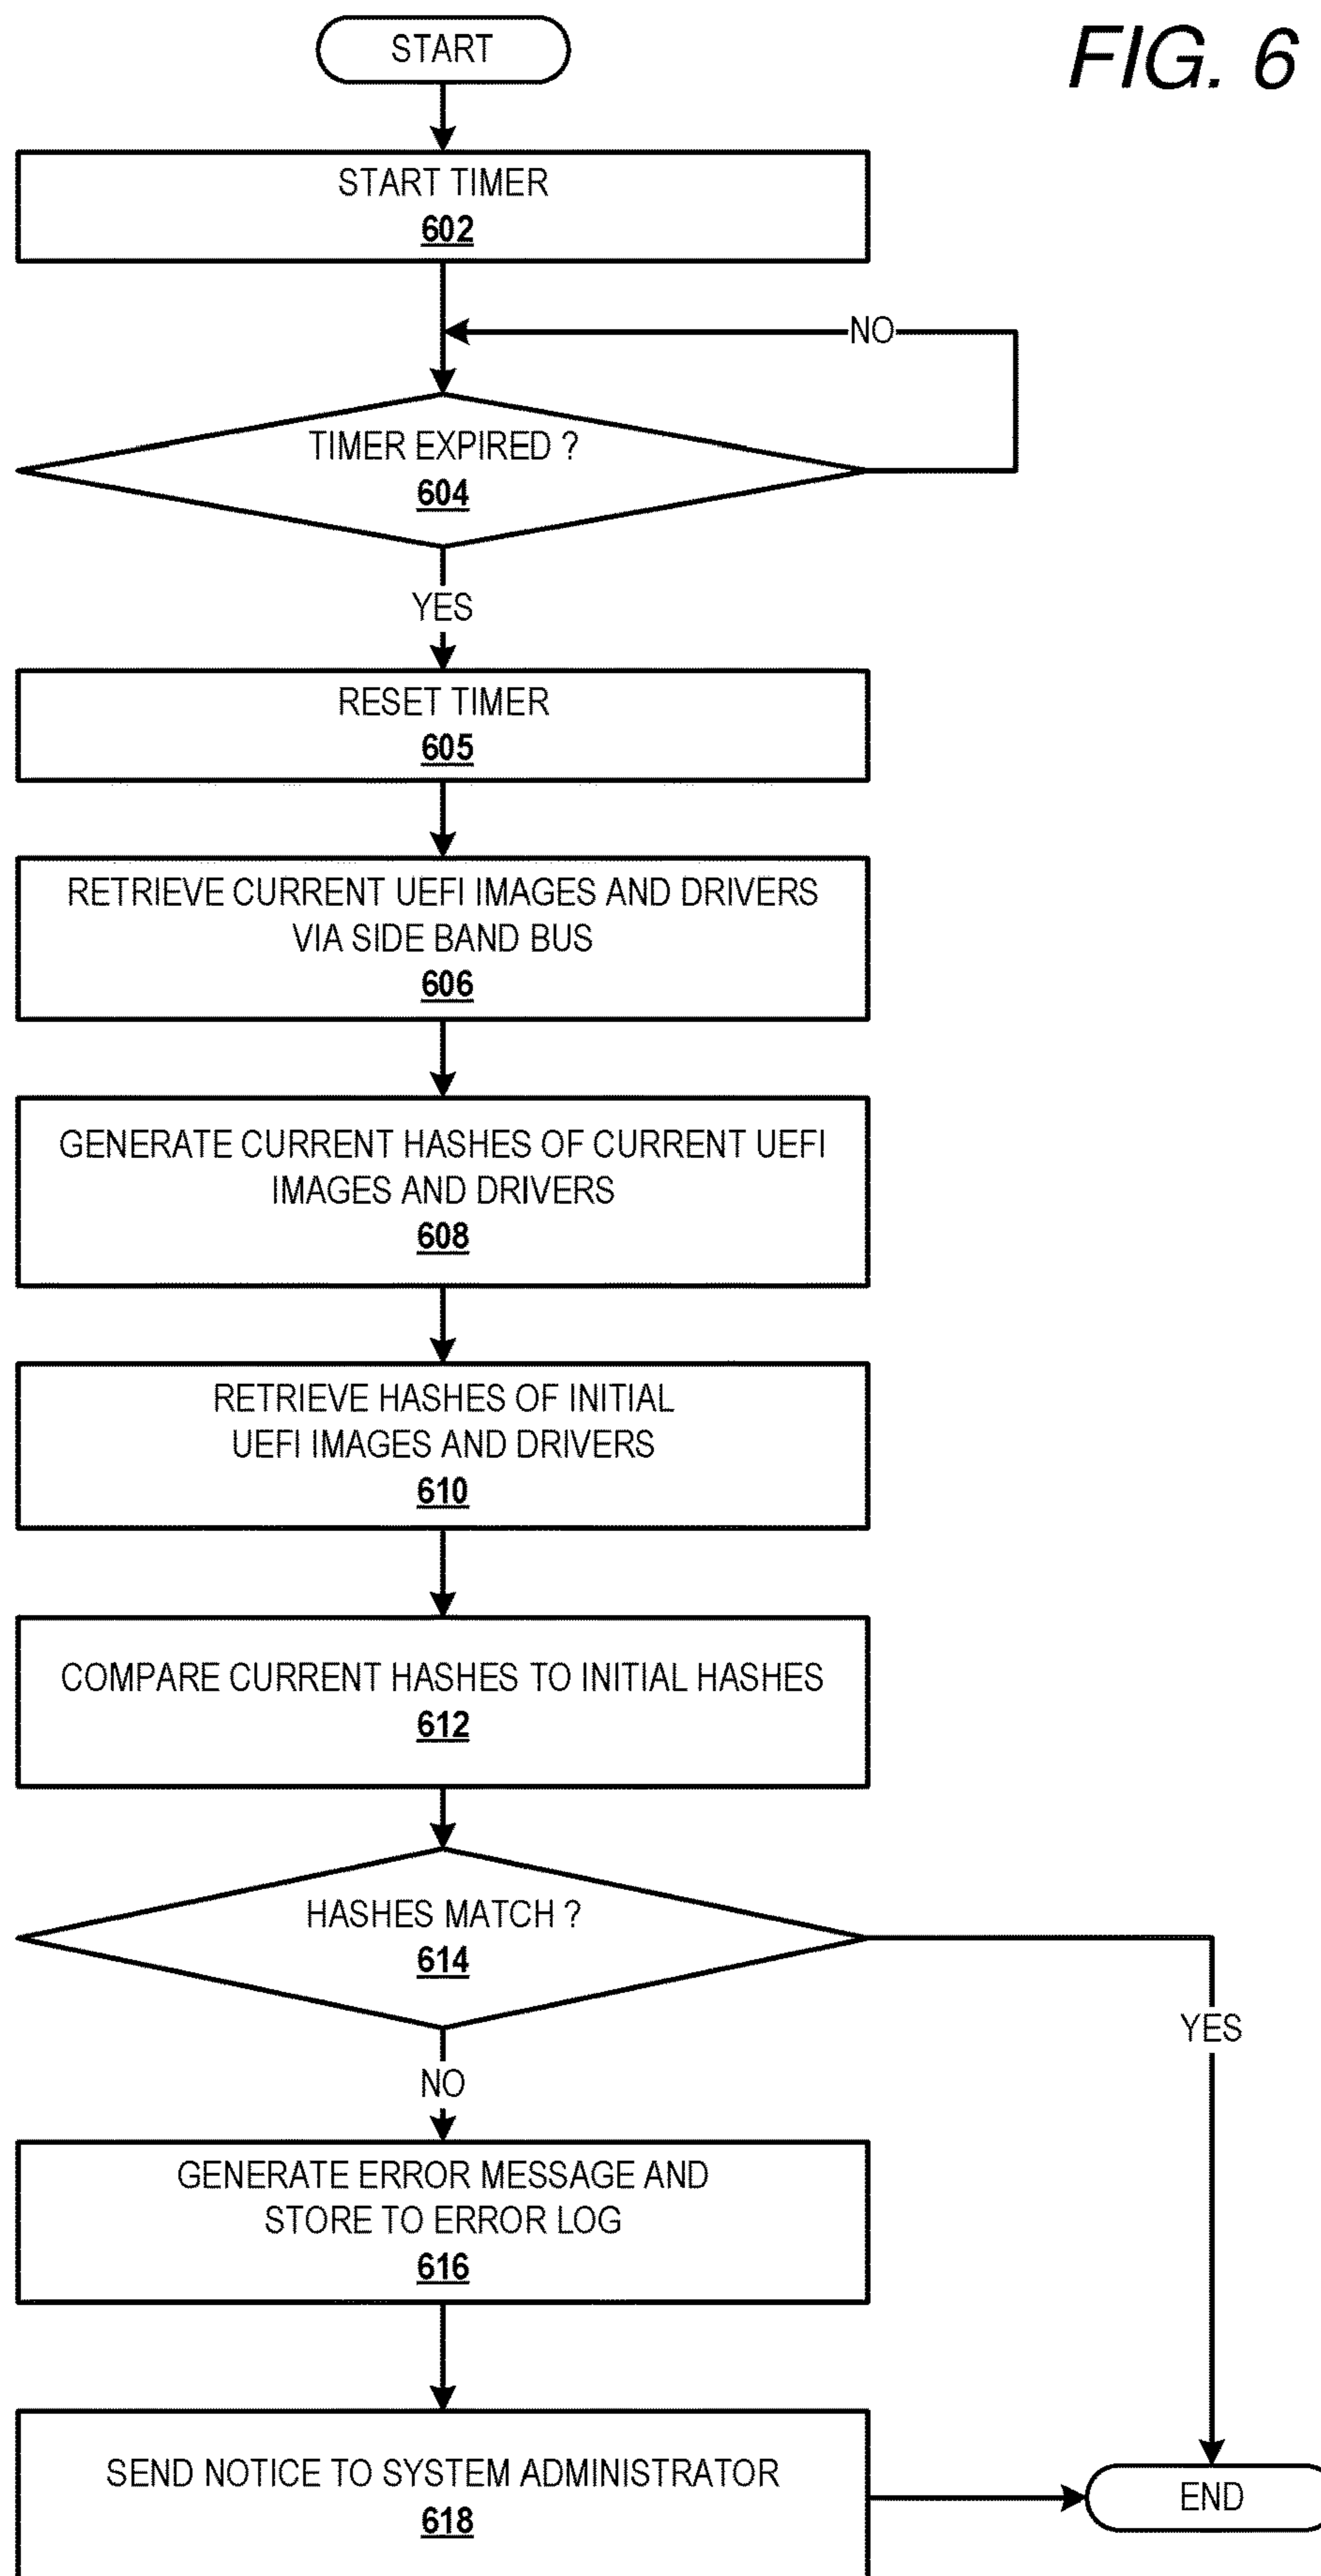 FIG. 6
START
START TIMER
602
NO
TIMER EXPIRED ?
604
YES
RESET TIMER
605
RETRIEVE CURRENT UEFI IMAGES AND DRIVERS
VIA SIDE BAND BUS
606
GENERATE CURRENT HASHES OF CURRENT UEFI
IMAGES AND DRIVERS
608
RETRIEVE HASHES OF INITIAL
UEFI IMAGES AND DRIVERS
610
COMPARE CURRENT HASHES TO INITIAL HASHES
612
HASHES MATCH ?
614
YES
NO
GENERATE ERROR MESSAGE AND
STORE TO ERROR LOG
616
SEND NOTICE TO SYSTEM ADMINISTRATOR
618
END